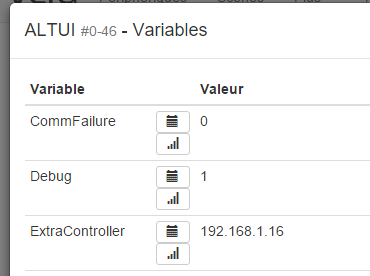 ALTUI #0-46 - Variables
Variable Valeur
CommFailure 0
Debug 1
ExtraController 192.168.1.16